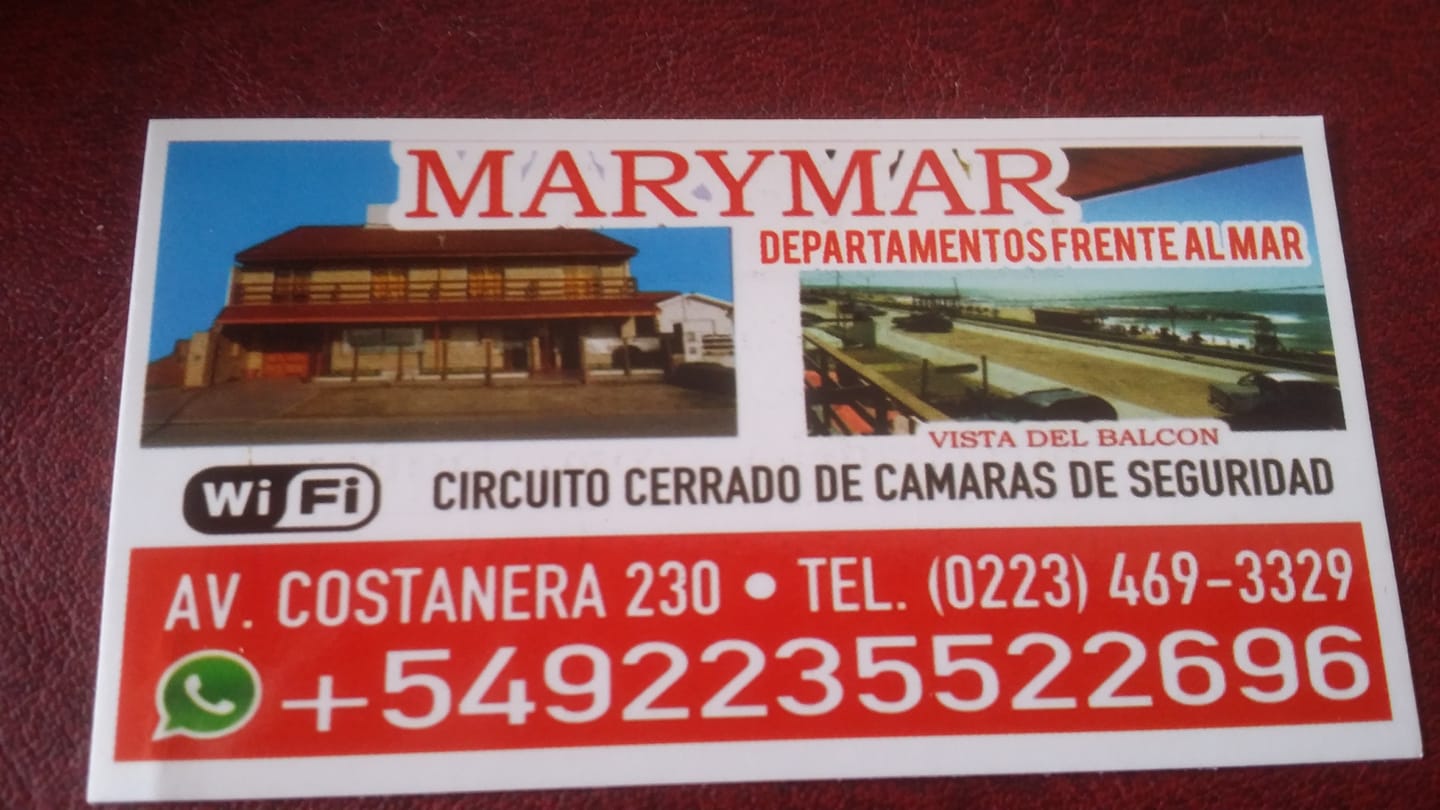 MARYMAR
DEPARTAMENTOS FRENTE AL MAR
VISTA DEL BALCON
WiFi
CIRCUITO CERRADO DE CAMARAS DE SEGURIDAD
AV. COSTANERA 230 • TEL. (0223) 469-3329
+5492235522696